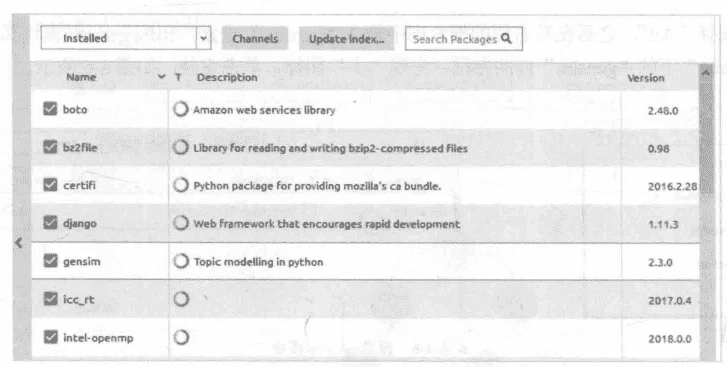 Installed Channels Update index... Search Packages
Name T Description Version
boto Amazon web services library 2.48.0
bz2file Library for reading and writing bzip2-compressed files 0.98
certifi Python package for providing mozilla's ca bundle. 2016.2.28
django Web framework that encourages rapid development 1.11.3
gensim Topic modelling in python 2.3.0
icc_rt 2017.0.4
intel-openmp 2018.0.0